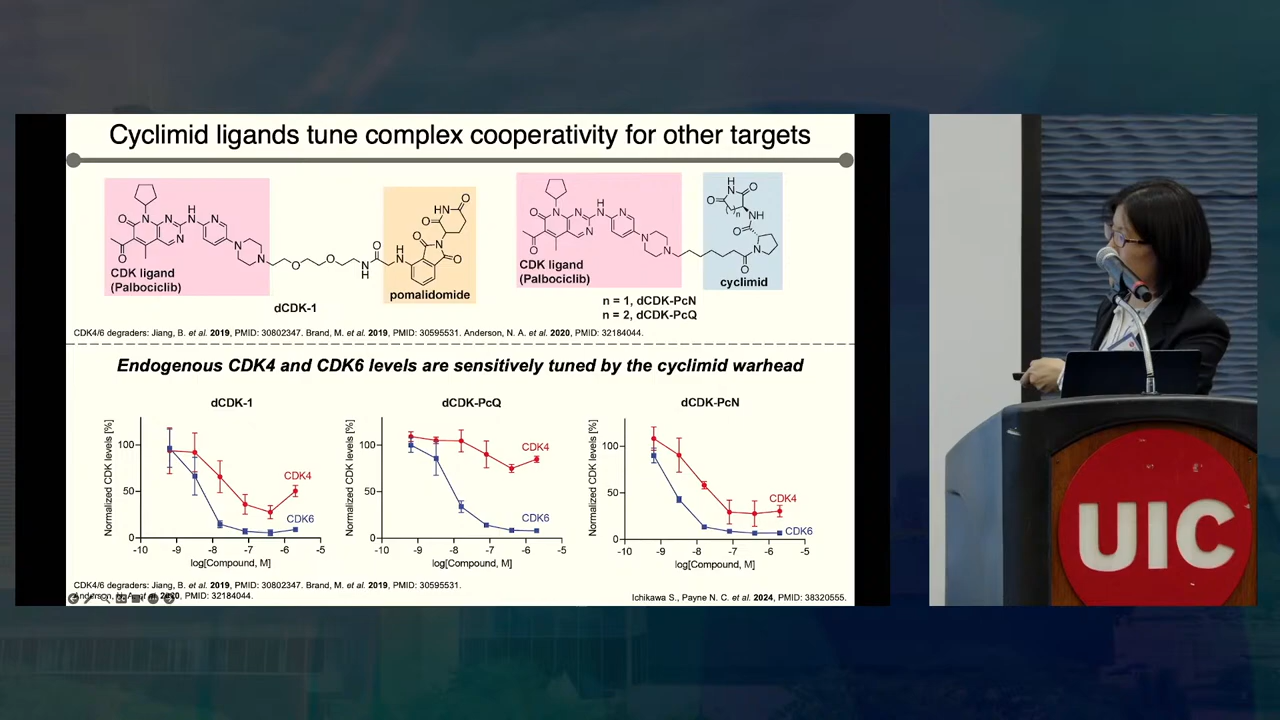 Cyclimid ligands tune complex cooperativity for other targets
CDK ligand
(Palbociclib)
dCDK-1
pomalidomide
CDK ligand
(Palbociclib)
cyclimid
n = 1, dCDK-PcN
n = 2, dCDK-PcQ
CDK4/6 degraders: Jiang, B. et al. 2019, PMID: 30802347. Brand, M. et al. 2019, PMID: 30595531. Anderson, N. A. et al. 2020, PMID: 32184044.
Endogenous CDK4 and CDK6 levels are sensitively tuned by the cyclimid warhead
dCDK-1
Normalized CDK levels [%]
100
50
0
CDK4
CDK6
-10 -9 -8 -7 -6 -5
log[Compound, M]
dCDK-PcQ
Normalized CDK levels [%]
100
50
0
CDK4
CDK6
-10 -9 -8 -7 -6 -5
log[Compound, M]
dCDK-PcN
Normalized CDK levels [%]
100
50
0
CDK4
CDK6
-10 -9 -8 -7 -6 -5
log[Compound, M]
CDK4/6 degraders: Jiang, B. et al. 2019, PMID: 30802347. Brand, M. et al. 2019, PMID: 30595531.
Anderson, N. A. et al. 2020, PMID: 32184044.
Ichikawa S., Payne N. C. et al. 2024, PMID: 38320555.
UIC